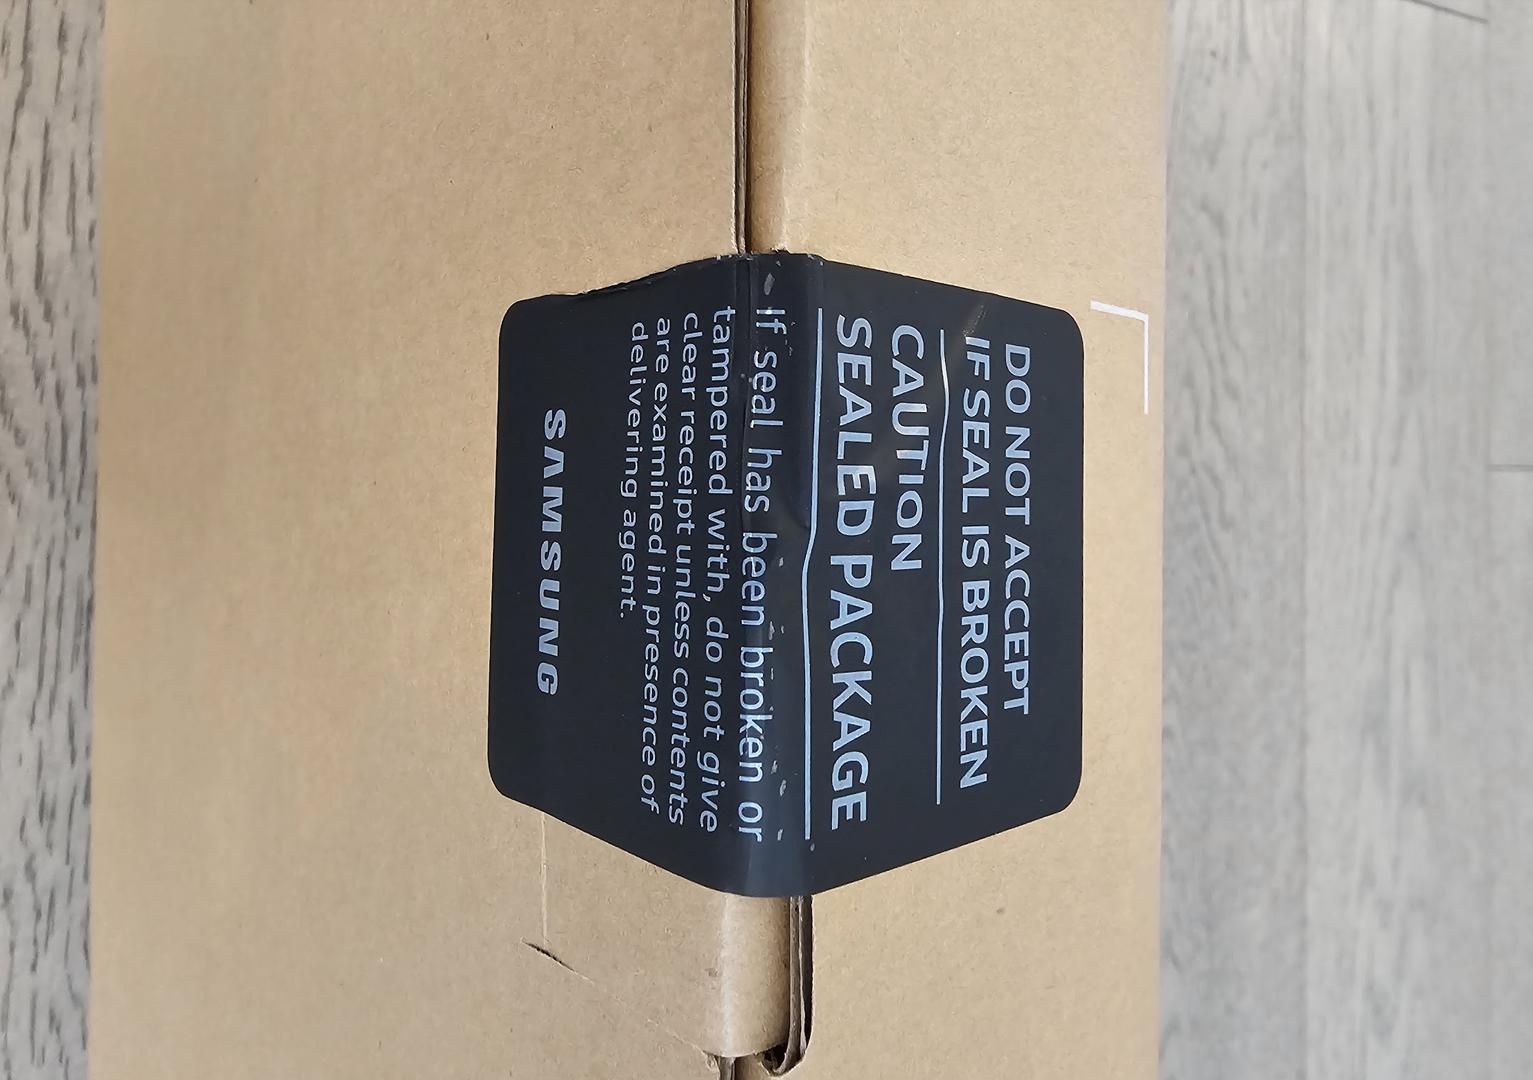 DO NOT ACCEPT
IF SEAL IS BROKEN
CAUTION
SEALED PACKAGE
If seal has been broken or
tampered with, do not give
clear receipt unless contents
are examined in presence of
delivering agent.
SAMSUNG